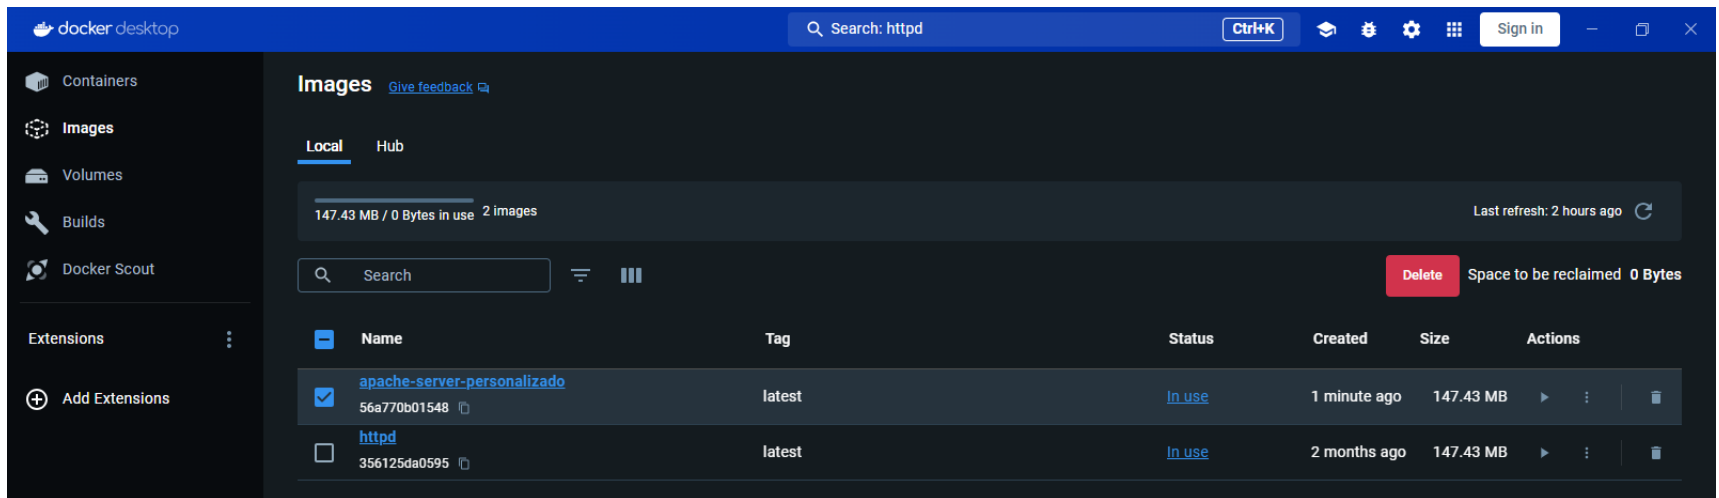 docker desktop
Search: httpd
Ctrl+K
Sign in
Containers
Images
Volumes
Builds
Docker Scout
Extensions
Add Extensions
Images
Give feedback
Local
Hub
147.43 MB / 0 Bytes in use
2 images
Last refresh: 2 hours ago
Search
Delete
Space to be reclaimed 0 Bytes
Name Tag Status Created Size Actions
apache-server-personalizado
56a770b01548
latest In use 1 minute ago 147.43 MB
httpd
356125da0595
latest In use 2 months ago 147.43 MB